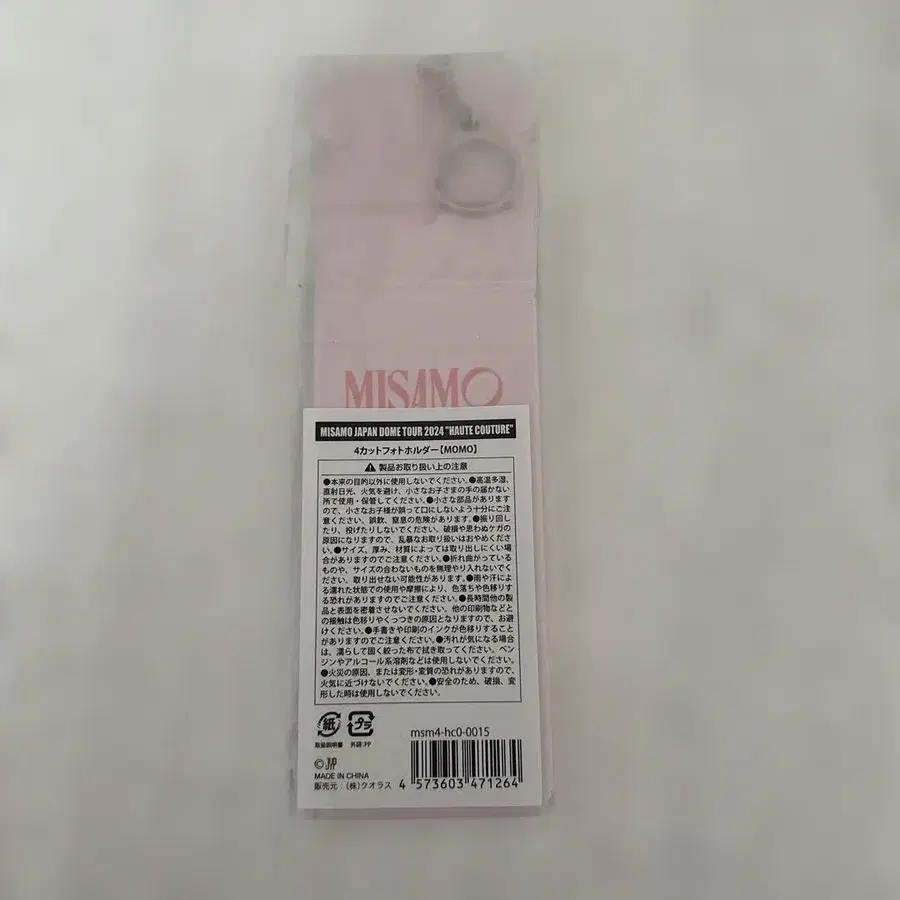 MISAMO
MISAMO JAPAN DOME TOUR 2024 "HAUTE COUTURE"
4カットフォトホルダー【MOMO】
⚠ 製品お取り扱い上の注意
●本来の目的以外に使用しないでください。●高温多湿、
直射日光、火気を避け、小さなお子さまの手の届かない
所で使用・保管してください。●小さな部品があります
ので、小さなお子様が誤って口にしないよう十分にご注
意ください。誤飲、窒息の危険があります。●振り回し
たり、投げたりしないでください。破損や思わぬケガの
原因になりますので、乱暴なお取り扱いはおやめくださ
い。●サイズ、厚み、材質によっては取り出しにくい場
合がありますのでご注意ください。●折れ曲がっている
ものや、サイズの合わないものを無理やり入れないでく
ださい。取り出せない可能性があります。●雨や汗によ
る濡れた状態での使用や摩擦により、色落ちや色移りす
る恐れがありますのでご注意ください。●長時間他の製
品と表面を密着させないでください。他の印刷物などと
の接触は色移りやくっつきの原因となりますので、お避
けください。●手書きや印刷のインクが色移りすること
がありますのでご注意ください。●汚れが気になる場合
は、濡らして固く絞った布で拭き取ってください。ベン
ジンやアルコール系溶剤などは使用しないでください。
●火災の原因、または変形・変質の恐れがありますので、
火気に近づけないでください。●安全のため、破損、変
形した時は使用しないでください。
紙 プラ
取扱説明書 外袋:PP
msm4-hc0-0015
© JYP
MADE IN CHINA
販売元：(株)クオラス
4 573603 471264